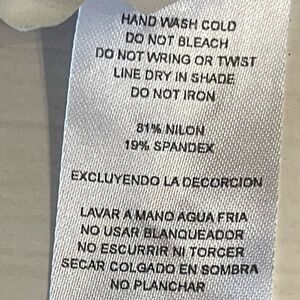 HAND WASH COLD
DO NOT BLEACH
DO NOT WRING OR TWIST
LINE DRY IN SHADE
DO NOT IRON
81% NILON
19% SPANDEX
EXCLUYENDO LA DECORCION
LAVAR A MANO AGUA FRIA
NO USAR BLANQUEADOR
NO ESCURRIR NI TORCER
SECAR COLGADO EN SOMBRA
NO PLANCHAR